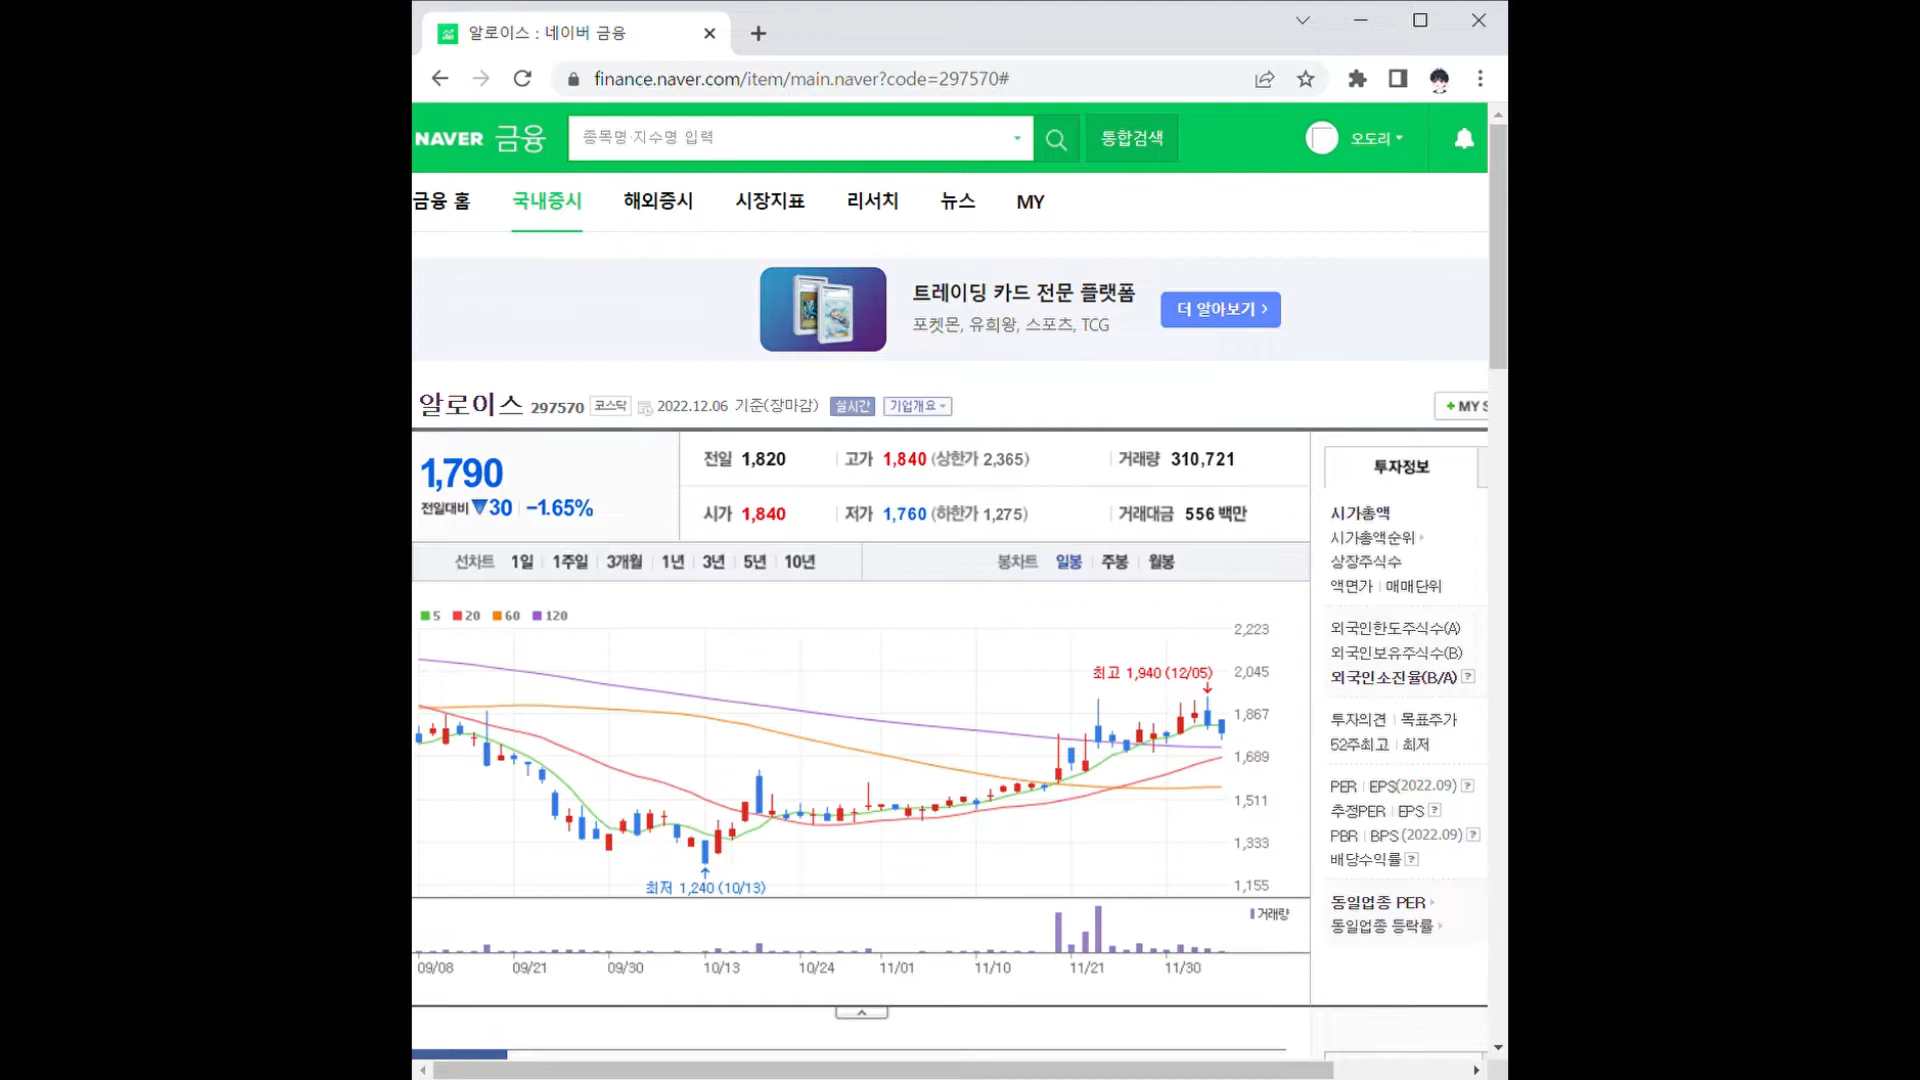 알로이스 : 네이버 금융
finance.naver.com/item/main.naver?code=297570#
NAVER 금융 종목명·지수명 입력 통합검색 오도리
금융 홈 국내증시 해외증시 시장지표 리서치 뉴스 MY
트레이딩 카드 전문 플랫폼
포켓몬, 유희왕, 스포츠, TCG
더 알아보기
알로이스 297570 코스닥 2022.12.06 기준(장마감) 실시간 기업개요 + MY S
1,790
전일대비 ▼30 -1.65%
전일 1,820 고가 1,840 (상한가 2,365) 거래량 310,721
시가 1,840 저가 1,760 (하한가 1,275) 거래대금 556 백만
선차트 1일 1주일 3개월 1년 3년 5년 10년 봉차트 일봉 주봉 월봉
5 20 60 120
2,223
2,045
1,867
1,689
1,511
1,333
1,155
최고 1,940 (12/05)
최저 1,240 (10/13)
거래량
09/08 09/21 09/30 10/13 10/24 11/01 11/10 11/21 11/30
투자정보
시가총액
시가총액순위
상장주식수
액면가 매매단위
외국인한도주식수(A)
외국인보유주식수(B)
외국인소진율(B/A) ?
투자의견 목표주가
52주최고 최저
PER EPS(2022.09) ?
추정PER EPS ?
PBR BPS (2022.09) ?
배당수익률 ?
동일업종 PER
동일업종 등락률